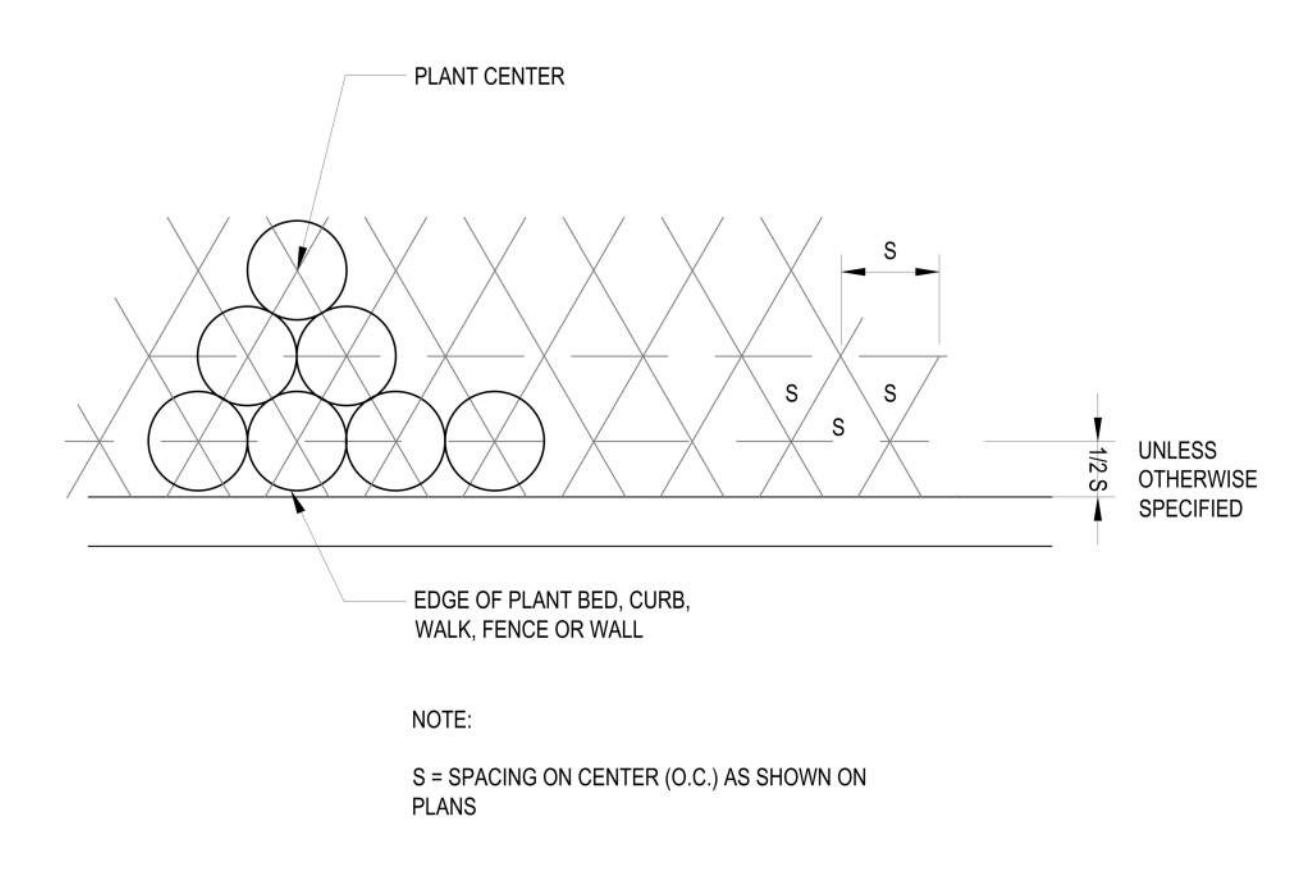 PLANT CENTER
S
S
S
S
1/2 S
UNLESS
OTHERWISE
SPECIFIED
EDGE OF PLANT BED, CURB,
WALK, FENCE OR WALL
NOTE:
S = SPACING ON CENTER (O.C.) AS SHOWN ON
PLANS